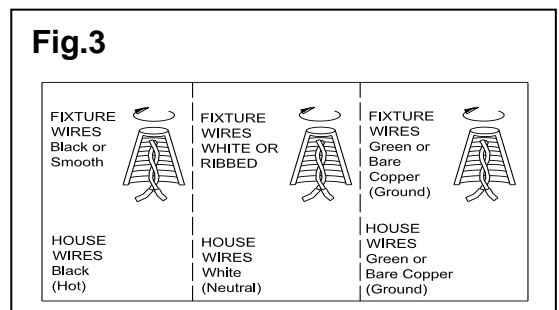 Fig.3
FIXTURE
WIRES
Black or
Smooth
HOUSE
WIRES
Black
(Hot)
FIXTURE
WIRES
WHITE OR
RIBBED
HOUSE
WIRES
White
(Neutral)
FIXTURE
WIRES
Green or
Bare
Copper
(Ground)
HOUSE
WIRES
Green or
Bare Copper
(Ground)